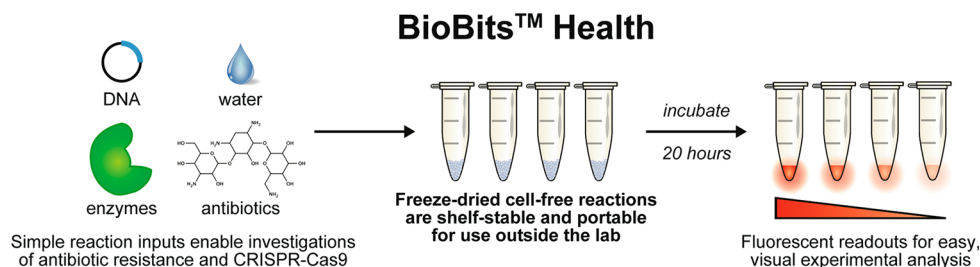 BioBits™ Health
DNA
water
enzymes
antibiotics
Simple reaction inputs enable investigations
of antibiotic resistance and CRISPR-Cas9
Freeze-dried cell-free reactions
are shelf-stable and portable
for use outside the lab
incubate
20 hours
Fluorescent readouts for easy,
visual experimental analysis